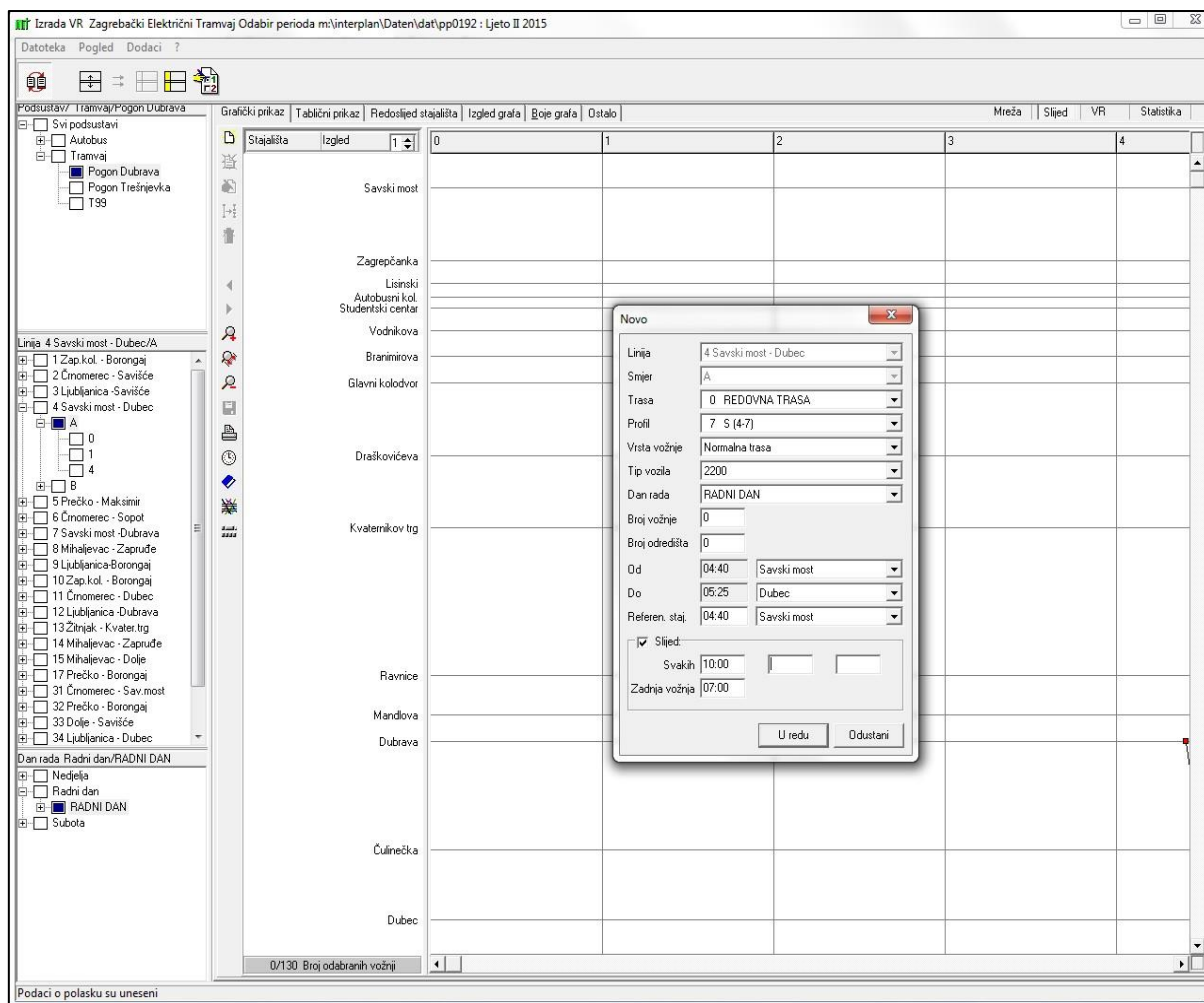 Izrada VR Zagrebački Električni Tramvaj Odabir perioda m:\interplan\Daten\dat\pp0192 : Ljeto II 2015
Datoteka Pogled Dodaci ?
Podsustav/ Tramvaj/Pogon Dubrava
Svi podsustavi
Autobus
Tramvaj
Pogon Dubrava
Pogon Trešnjevka
T99
Linija 4 Savski most - Dubec/A
1 Zap.kol. - Borongaj
2 Črnomerec - Savišće
3 Ljubljanica -Savišće
4 Savski most - Dubec
A
0
1
4
B
5 Prečko - Maksimir
6 Črnomerec - Sopot
7 Savski most -Dubrava
8 Mihaljevac - Zapruđe
9 Ljubljanica-Borongaj
10 Zap.kol. - Borongaj
11 Črnomerec - Dubec
12 Ljubljanica -Dubrava
13 Žitnjak - Kvater.trg
14 Mihaljevac - Zapruđe
15 Mihaljevac - Dolje
17 Prečko - Borongaj
31 Črnomerec - Sav.most
32 Prečko - Borongaj
33 Dolje - Savišće
34 Ljubljanica - Dubec
Dan rada Radni dan/RADNI DAN
Nedjelja
Radni dan
RADNI DAN
Subota
Grafički prikaz Tablični prikaz Redoslijed stajališta Izgled grafa Boje grafa Ostalo
Mreža Slijed VR Statistika
Stajališta Izgled 1
0 1 2 3 4
Savski most
Zagrepčanka
Lisinski
Autobusni kol.
Studentski centar
Vodnikova
Branimirova
Glavni kolodvor
Draškovićeva
Kvaternikov trg
Ravnice
Mandlova
Dubrava
Čulinečka
Dubec
0/130 Broj odabranih vožnji
Novo
Linija 4 Savski most - Dubec
Smjer A
Trasa 0 REDOVNA TRASA
Profil 7 S (4-7)
Vrsta vožnje Normalna trasa
Tip vozila 2200
Dan rada RADNI DAN
Broj vožnje 0
Broj odredišta 0
Od 04:40 Savski most
Do 05:25 Dubec
Referen. staj. 04:40 Savski most
Slijed:
Svakih 10:00
Zadnja vožnja 07:00
U redu Odustani
Podaci o polasku su uneseni